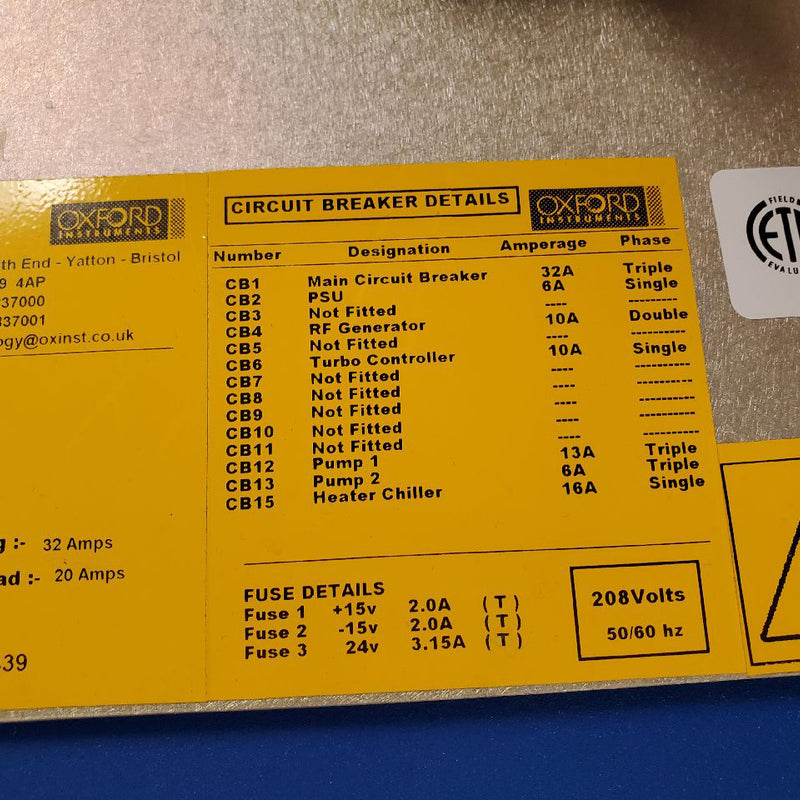 OXFORD
INSTRUMENTS
th End - Yatton - Bristol
9 4AP
37000
337001
ogy@oxinst.co.uk
g :- 32 Amps
ad :- 20 Amps
39
CIRCUIT BREAKER DETAILS
OXFORD
INSTRUMENTS
Number Designation Amperage Phase
CB1 Main Circuit Breaker 32A Triple
CB2 PSU 6A Single
CB3 Not Fitted ---- ---------
CB4 RF Generator 10A Double
CB5 Not Fitted ---- ---------
CB6 Turbo Controller 10A Single
CB7 Not Fitted ---- ---------
CB8 Not Fitted ---- ---------
CB9 Not Fitted ---- ---------
CB10 Not Fitted ---- ---------
CB11 Not Fitted ---- ---------
CB12 Pump 1 13A Triple
CB13 Pump 2 6A Triple
CB15 Heater Chiller 16A Single
FUSE DETAILS
Fuse 1 +15v 2.0A (T)
Fuse 2 -15v 2.0A (T)
Fuse 3 24v 3.15A (T)
208Volts
50/60 hz
FIELD
ET
EVALU